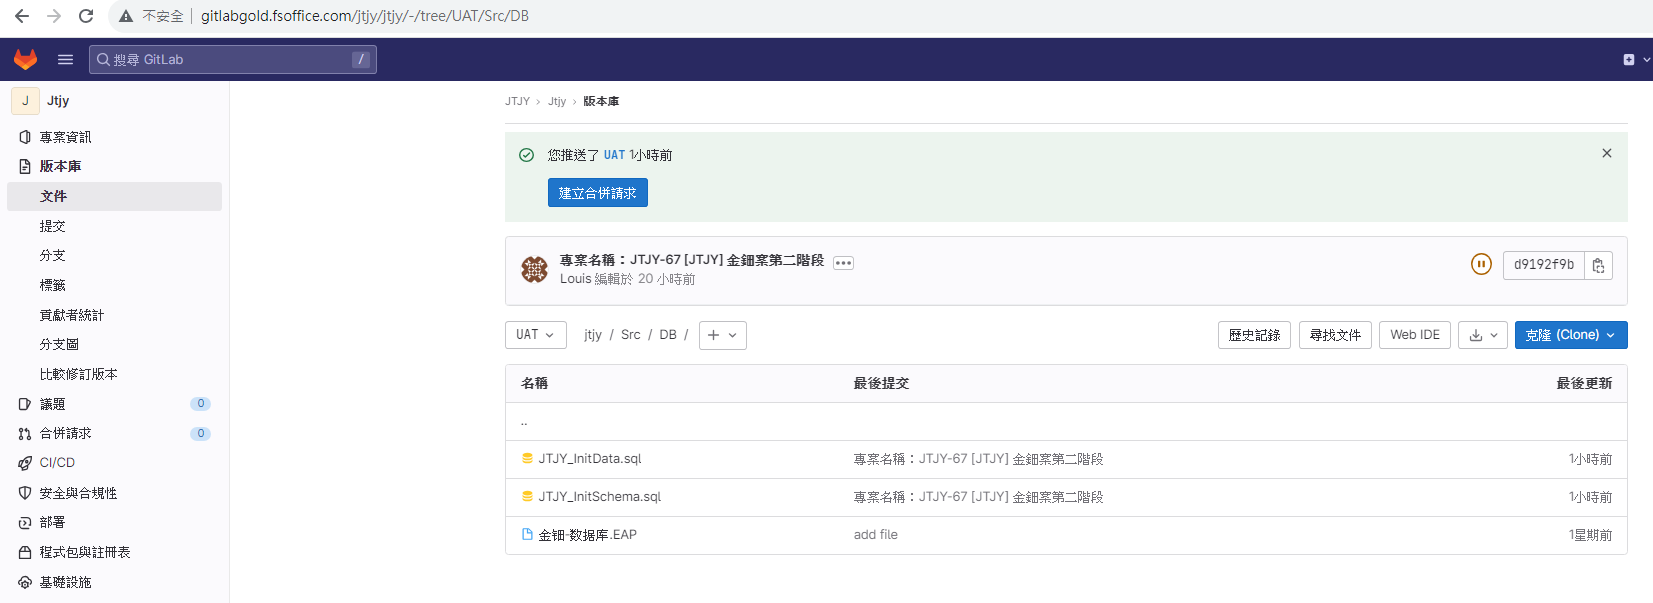 不安全 gitlabgold.fsoffice.com/jtjy/jtjy/-/tree/UAT/Src/DB
搜尋 GitLab /
J Jtjy
專案資訊
版本庫
文件
提交
分支
標籤
貢獻者統計
分支圖
比較修訂版本
議題 0
合併請求 0
CI/CD
安全與合規性
部署
程式包與註冊表
基礎設施
JTJY › Jtjy › 版本庫
您推送了 UAT 1小時前
建立合併請求
專案名稱：JTJY-67 [JTJY] 金鈿案第二階段
Louis 編輯於 20 小時前
d9192f9b
UAT jtjy / Src / DB /
歷史記錄 尋找文件 Web IDE 克隆 (Clone)
名稱 最後提交 最後更新
..
JTJY_InitData.sql 專案名稱：JTJY-67 [JTJY] 金鈿案第二階段 1小時前
JTJY_InitSchema.sql 專案名稱：JTJY-67 [JTJY] 金鈿案第二階段 1小時前
金钿-数据库.EAP add file 1星期前